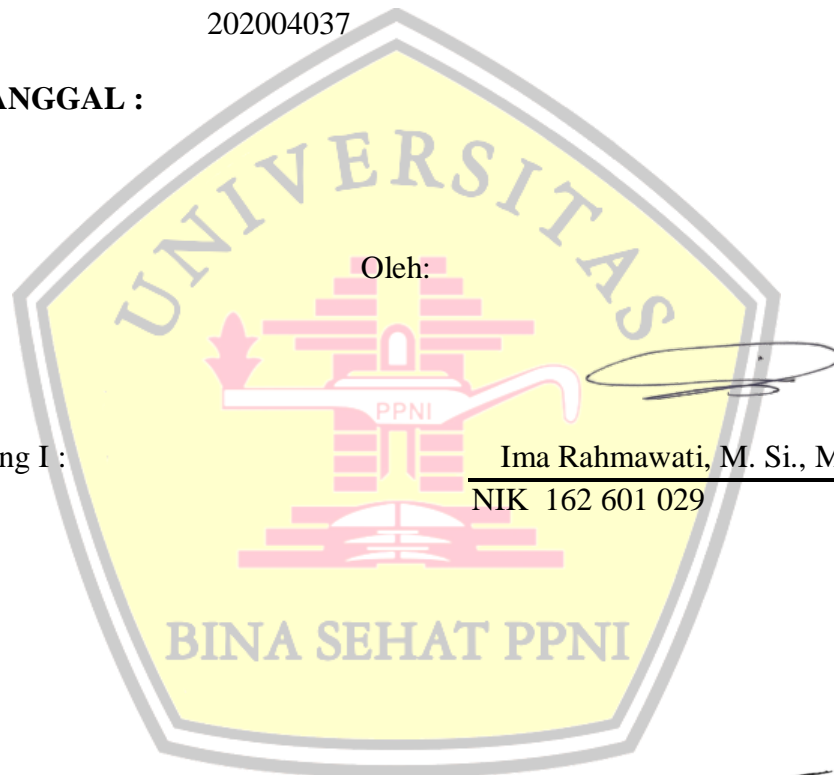 202004037
ANGGAL :
UNIVERSITAS
Oleh:
PPNI
ng I :
Ima Rahmawati, M. Si., M
NIK 162 601 029
BINA SEHAT PPNI